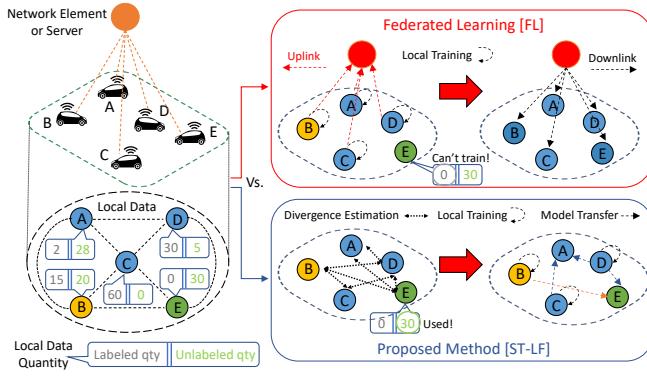 Network Element
or Server
B
A
D
E
C
Local Data
A
D
2 28
30 5
C
15 20
0 30
60 0
B
E
Local Data
Quantity
Labeled qty
Unlabeled qty
Vs.
Federated Learning [FL]
Uplink
Local Training
Downlink
A
B
D
C
E
Can't train!
0 30
A
B
D
C
E
Divergence Estimation
Local Training
Model Transfer
A
B
D
C
E
0 30
Used!
A
B
D
C
E
Proposed Method [ST-LF]